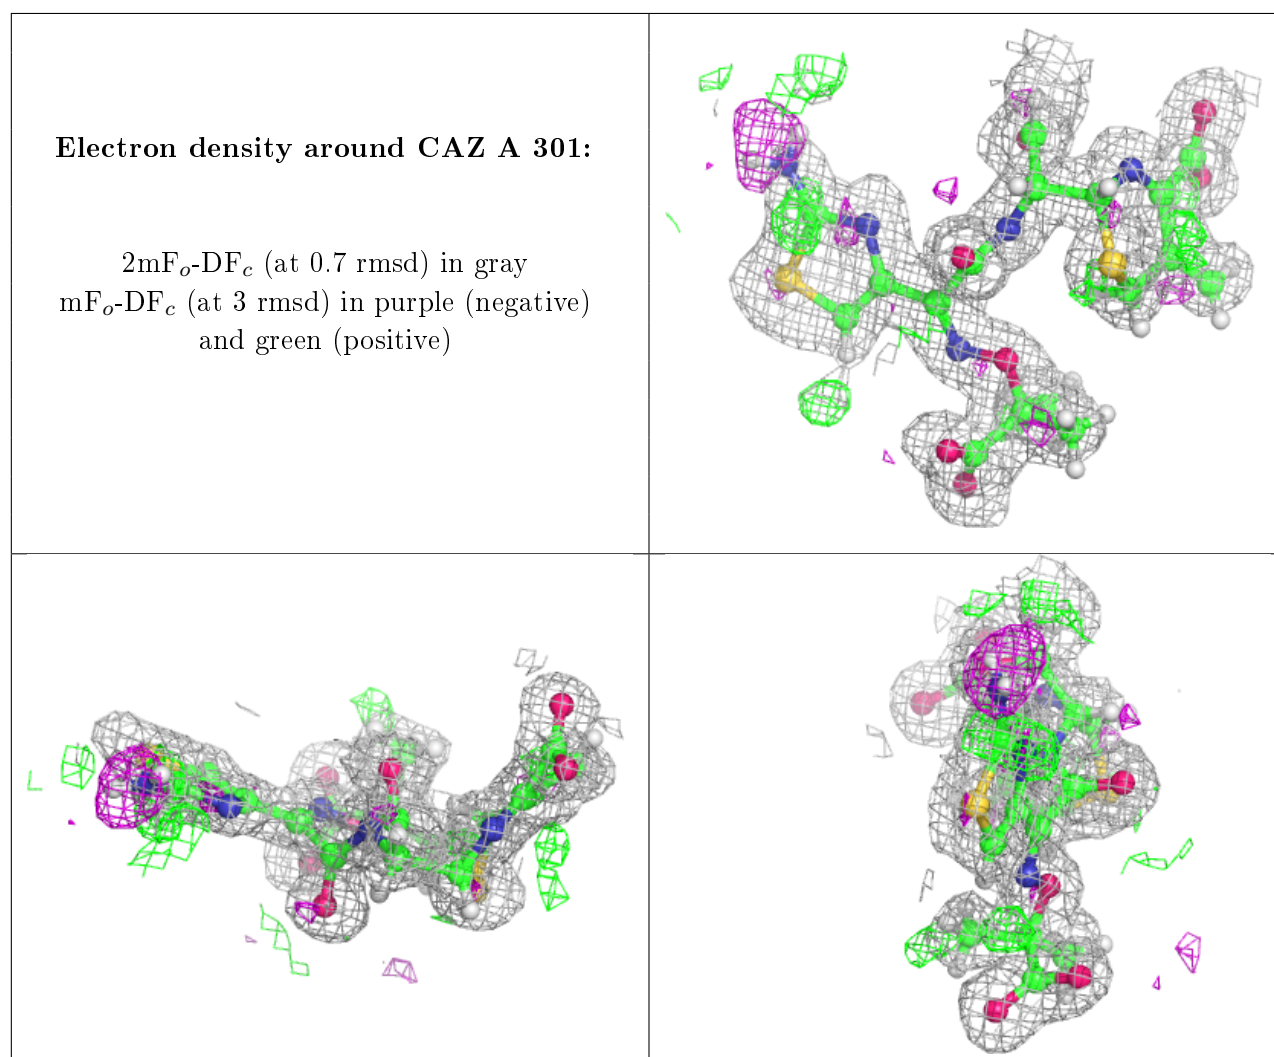 Electron density around CAZ A 301:
2mFₒ-DF𝒸 (at 0.7 rmsd) in gray
mFₒ-DF𝒸 (at 3 rmsd) in purple (negative)
and green (positive)